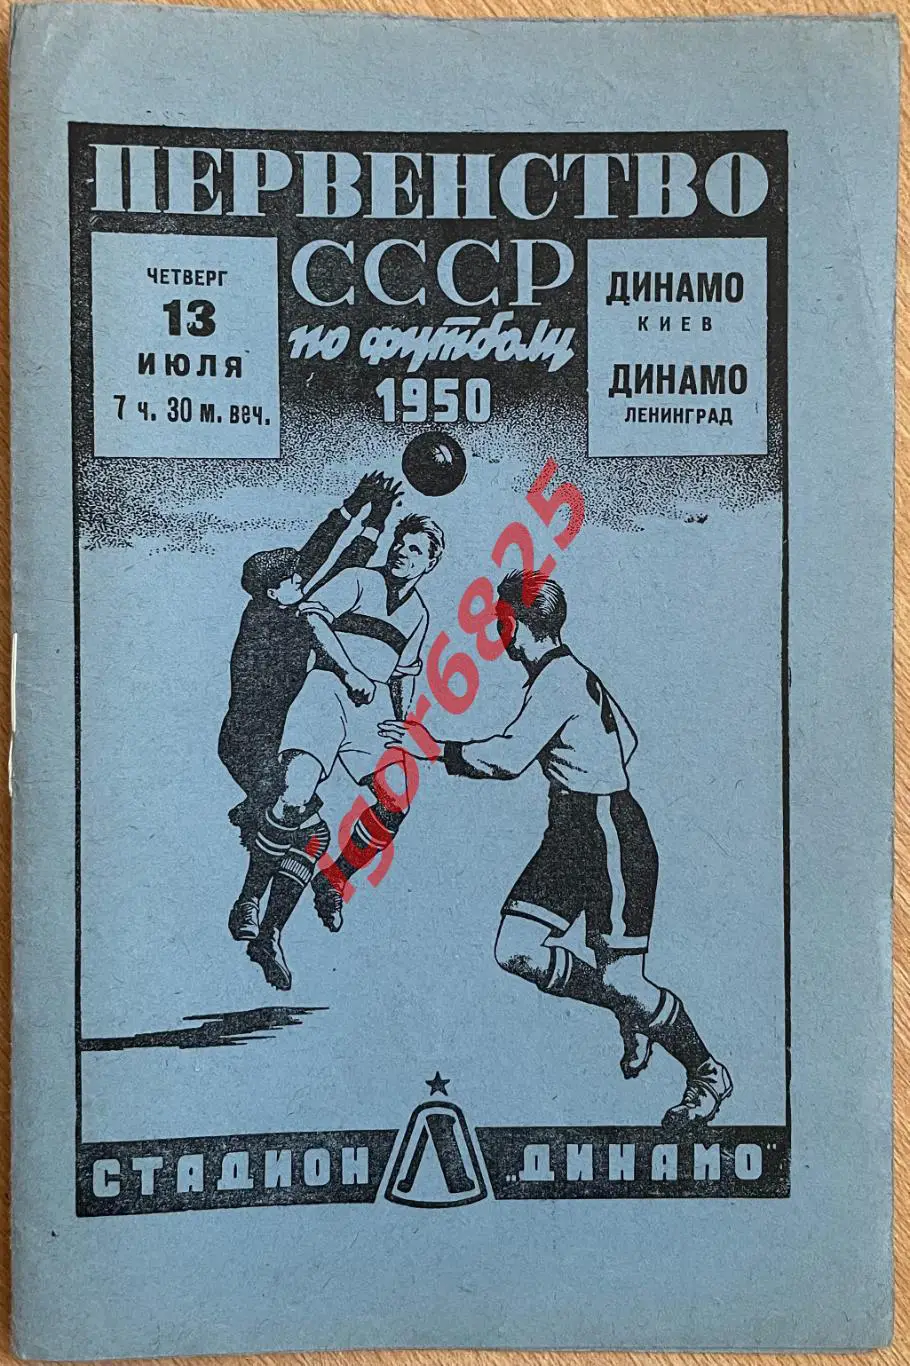 ПЕРВЕНСТВО
СССР
по футболу
1950
ЧЕТВЕРГ
13
ИЮЛЯ
7 ч. 30 м. веч.
ДИНАМО
КИЕВ
ДИНАМО
ЛЕНИНГРАД
igor6825
СТАДИОН Л „ДИНАМО"